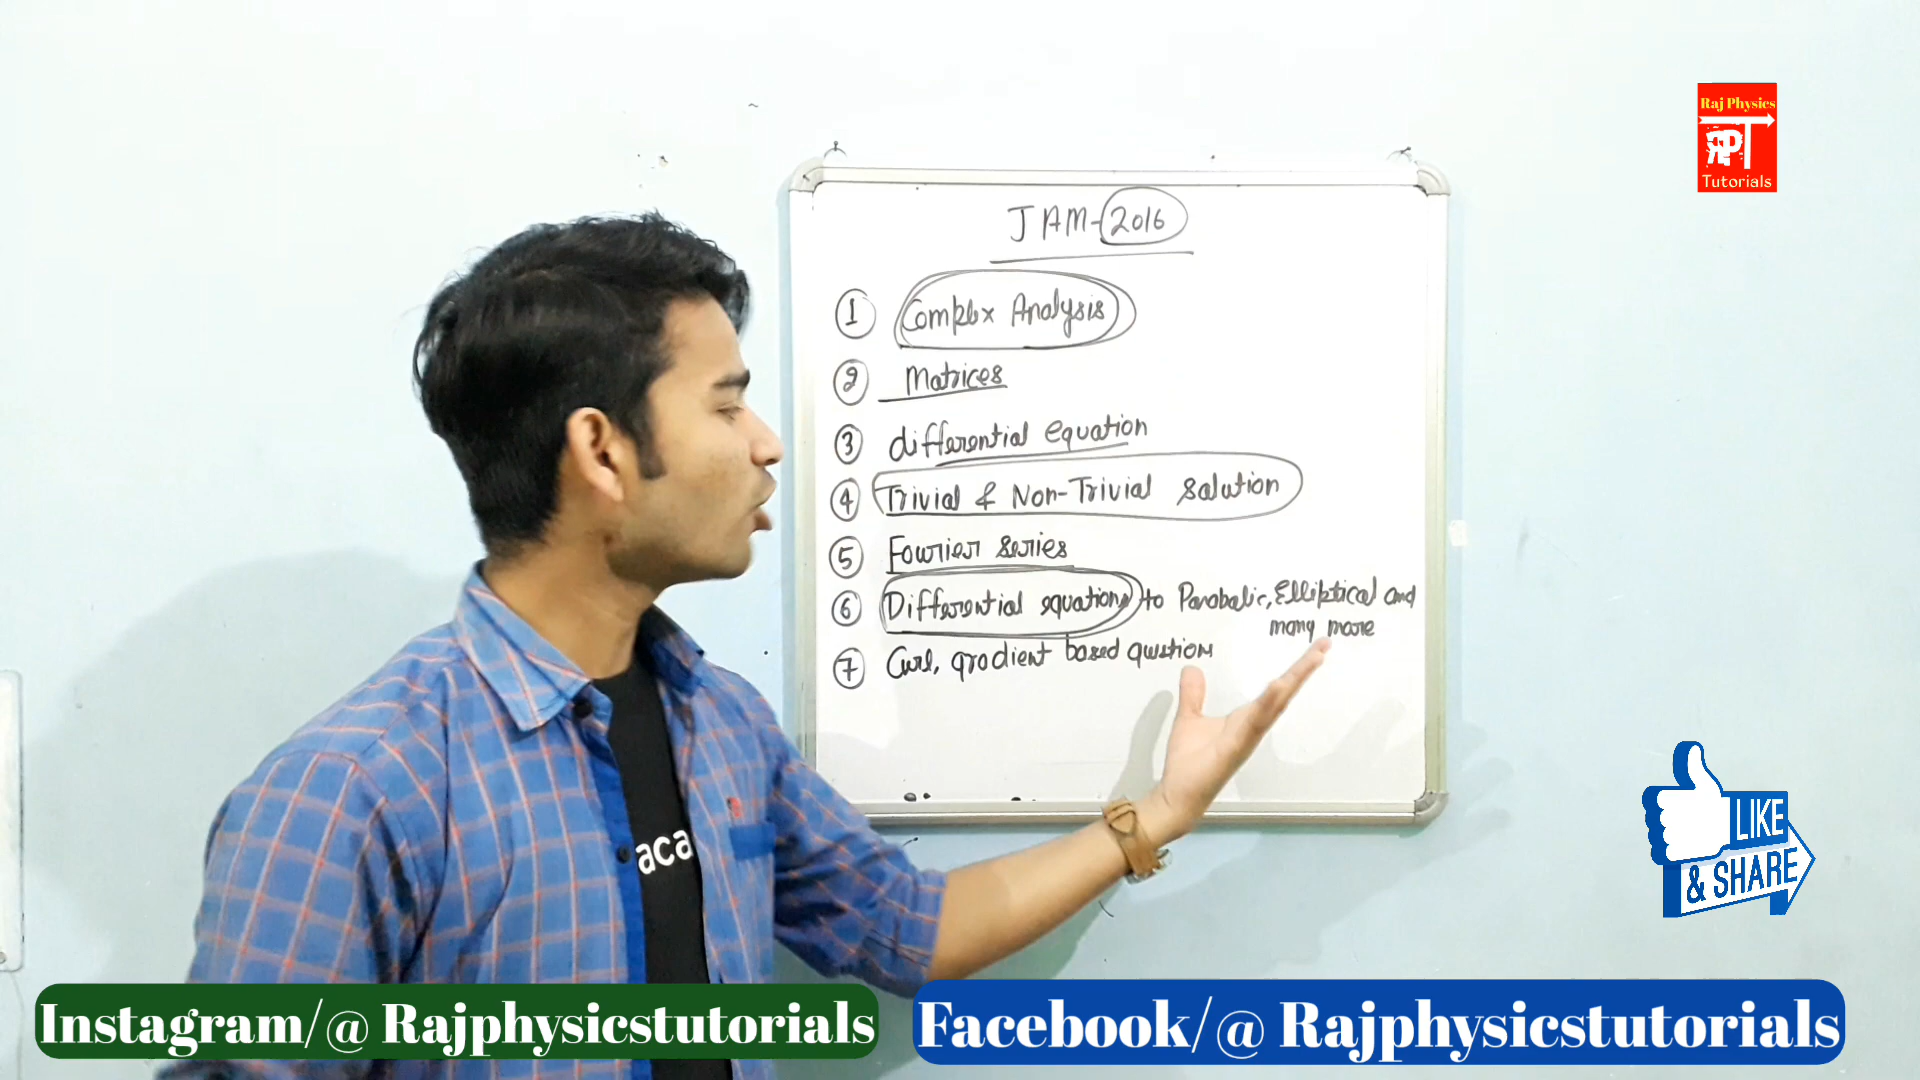 Raj Physics
RPT
Tutorials
JAM-2016
1 Complex Analysis
2 Matrices
3 differential equation
4 Trivial & Non-Trivial Solution
5 Fourier series
6 Differential equations to Parabolic, Elliptical and
many more
7 Curl, gradient based question
aca
LIKE
& SHARE
Instagram/@ Rajphysicstutorials
Facebook/@ Rajphysicstutorials